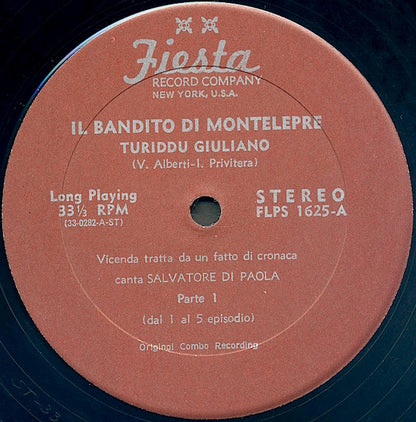 Fiesta
RECORD COMPANY
NEW YORK, U.S.A.
IL BANDITO DI MONTELEPRE
TURIDDU GIULIANO
(V. Alberti-I. Privitera)
Long Playing
33⅓ RPM
(33-0282-A-ST)
STEREO
FLPS 1625-A
Vicenda tratta da un fatto di cronaca
canta SALVATORE DI PAOLA
Parte 1
(dal 1 al 5 episodio)
Original Combo Recording